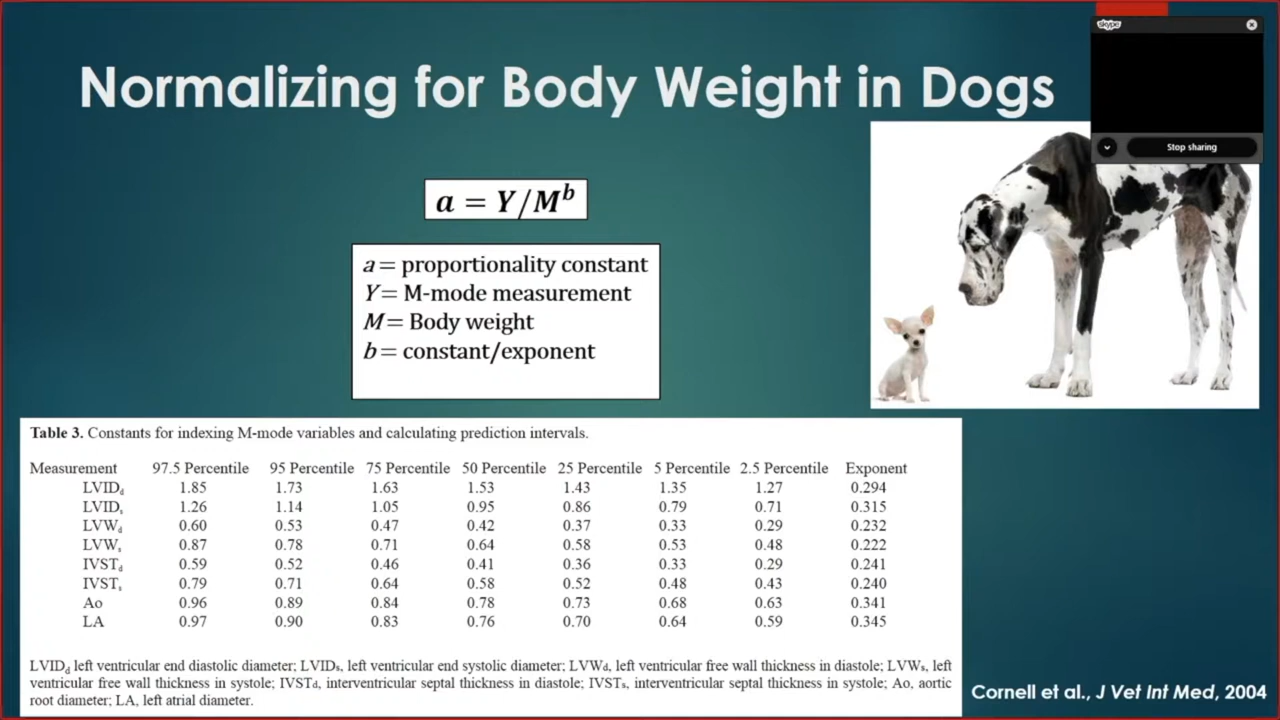 skype
Normalizing for Body Weight in Dogs
Stop sharing
a = Y/M^b
a = proportionality constant
Y = M-mode measurement
M = Body weight
b = constant/exponent
Table 3. Constants for indexing M-mode variables and calculating prediction intervals.
Measurement 97.5 Percentile 95 Percentile 75 Percentile 50 Percentile 25 Percentile 5 Percentile 2.5 Percentile Exponent
LVIDd 1.85 1.73 1.63 1.53 1.43 1.35 1.27 0.294
LVIDs 1.26 1.14 1.05 0.95 0.86 0.79 0.71 0.315
LVWd 0.60 0.53 0.47 0.42 0.37 0.33 0.29 0.232
LVWs 0.87 0.78 0.71 0.64 0.58 0.53 0.48 0.222
IVSTd 0.59 0.52 0.46 0.41 0.36 0.33 0.29 0.241
IVSTs 0.79 0.71 0.64 0.58 0.52 0.48 0.43 0.240
Ao 0.96 0.89 0.84 0.78 0.73 0.68 0.63 0.341
LA 0.97 0.90 0.83 0.76 0.70 0.64 0.59 0.345
LVIDd left ventricular end diastolic diameter; LVIDs, left ventricular end systolic diameter; LVWd, left ventricular free wall thickness in diastole; LVWs, left
ventricular free wall thickness in systole; IVSTd, interventricular septal thickness in diastole; IVSTs, interventricular septal thickness in systole; Ao, aortic
root diameter; LA, left atrial diameter.
Cornell et al., J Vet Int Med, 2004